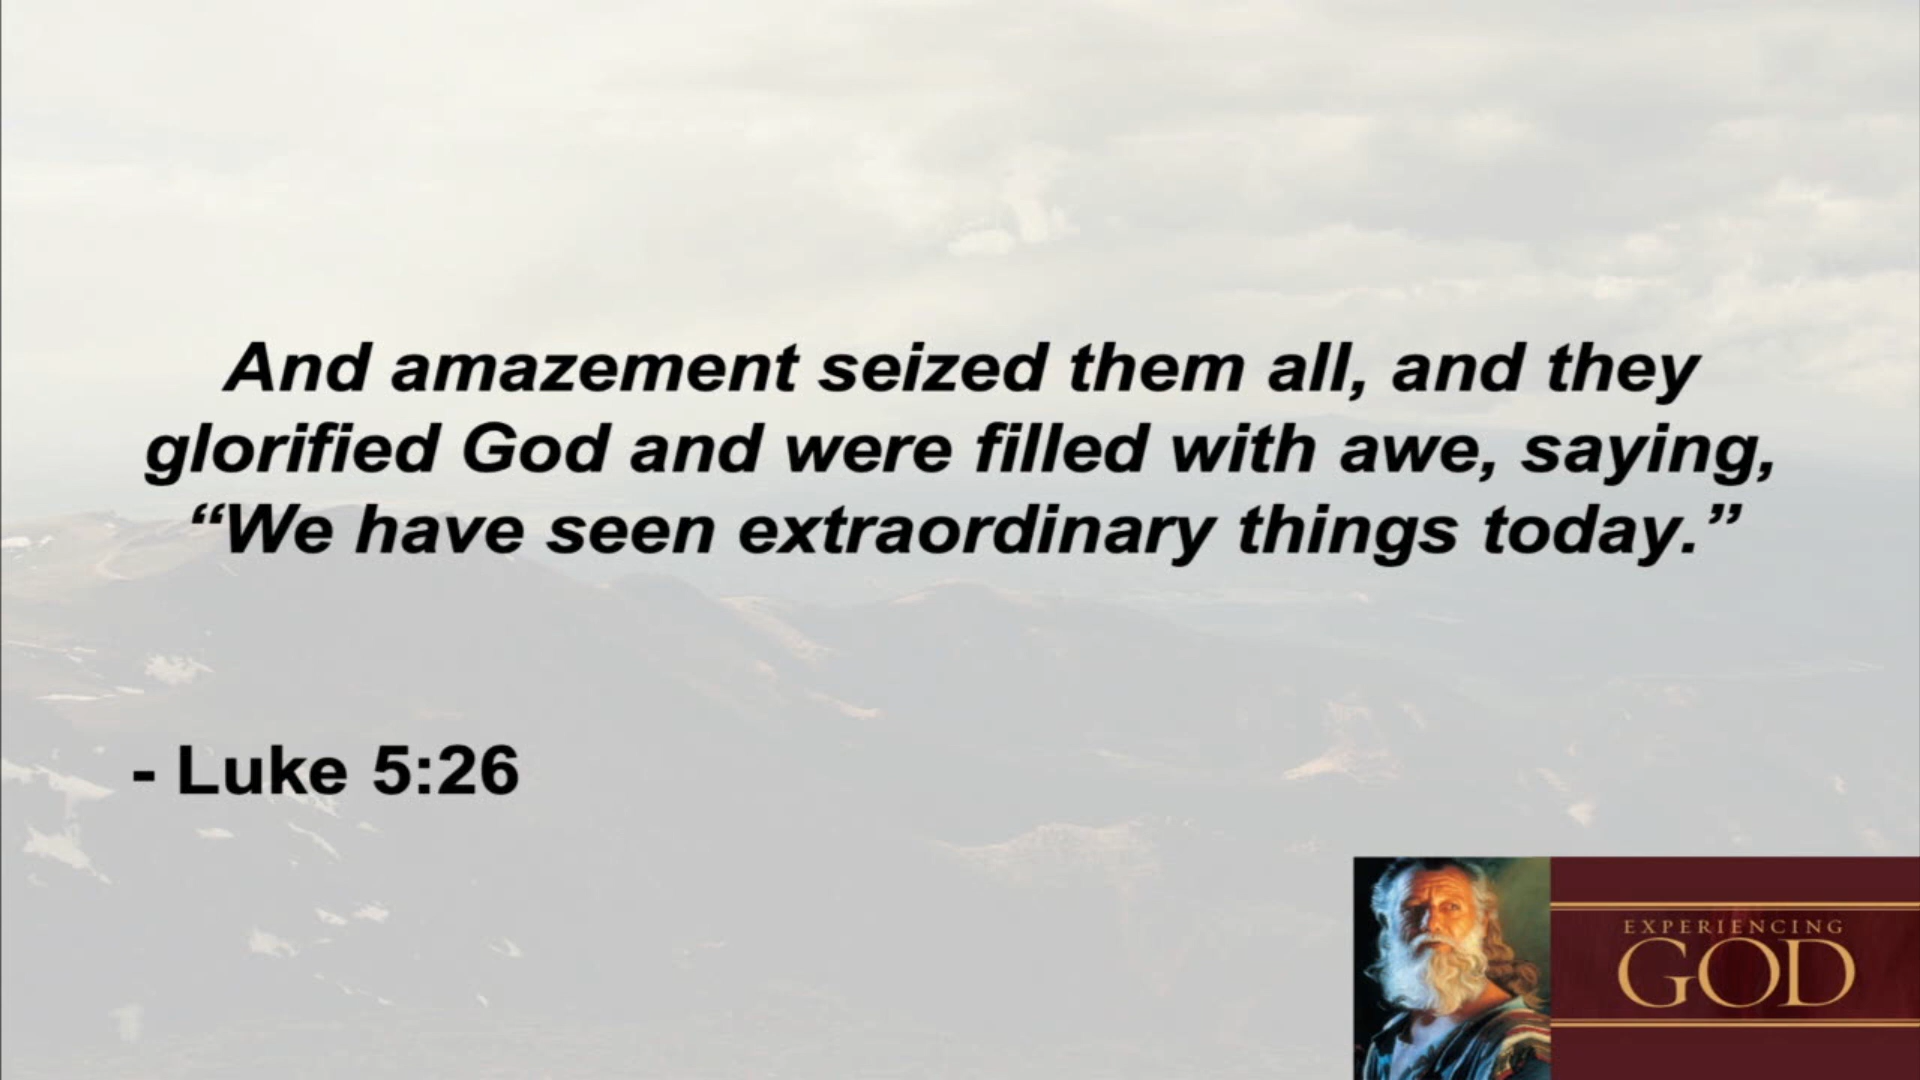 And amazement seized them all, and they
glorified God and were filled with awe, saying,
“We have seen extraordinary things today.”
- Luke 5:26
EXPERIENCING
GOD